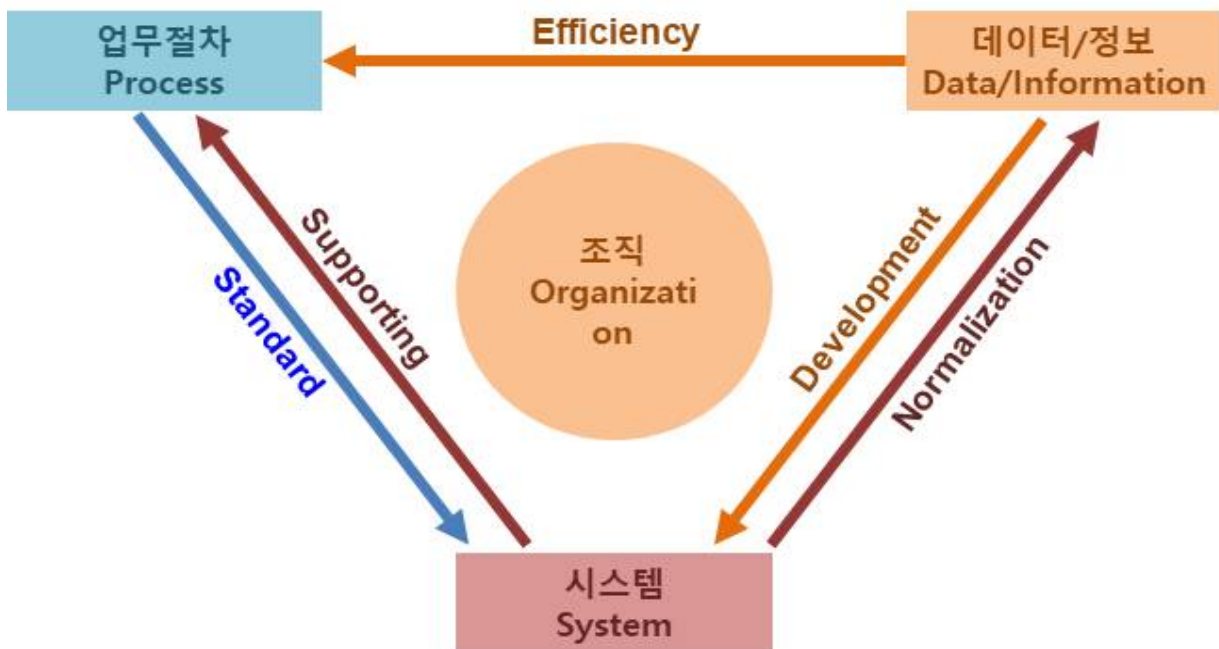 업무절차
Process
Efficiency
데이터/정보
Data/Information
Standard
Supporting
조직
Organizati
on
Development
Normalization
시스템
System